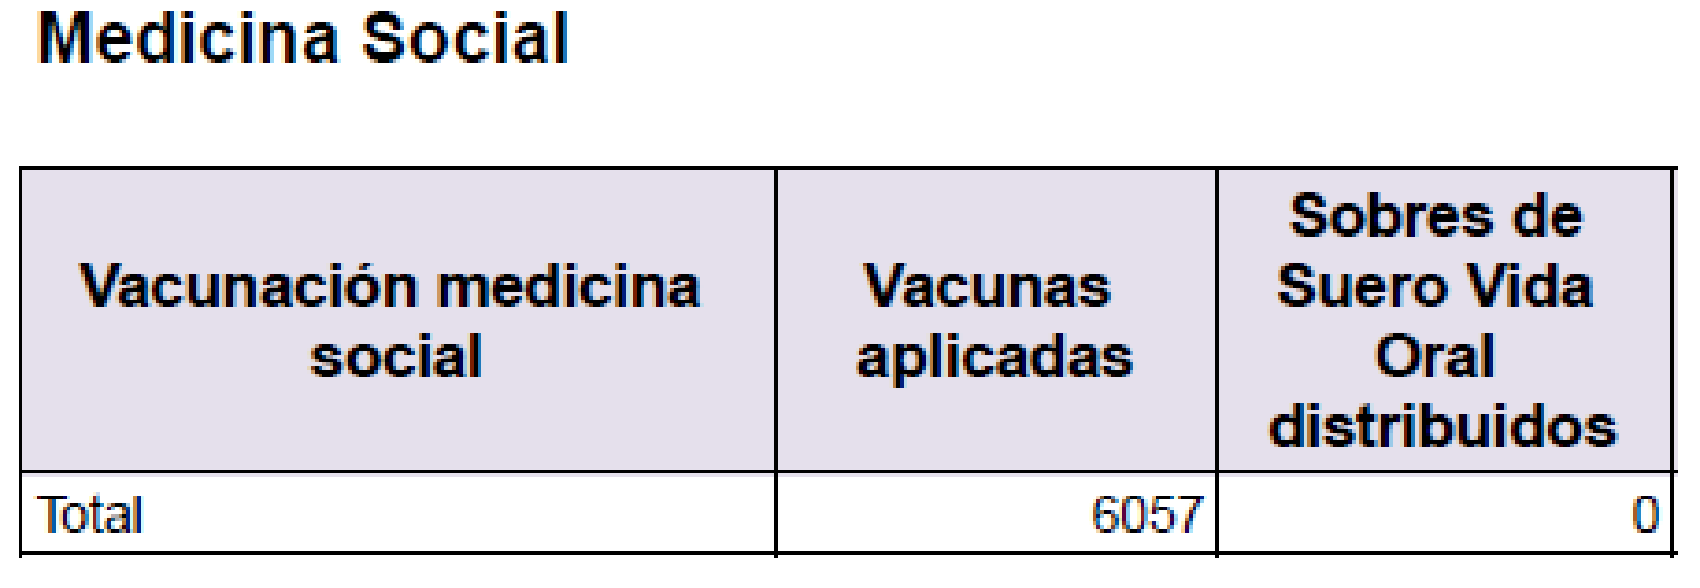 Medicina Social
Vacunación medicina
social
Vacunas
aplicadas
Sobres de
Suero Vida
Oral
distribuidos
Total
6057
0